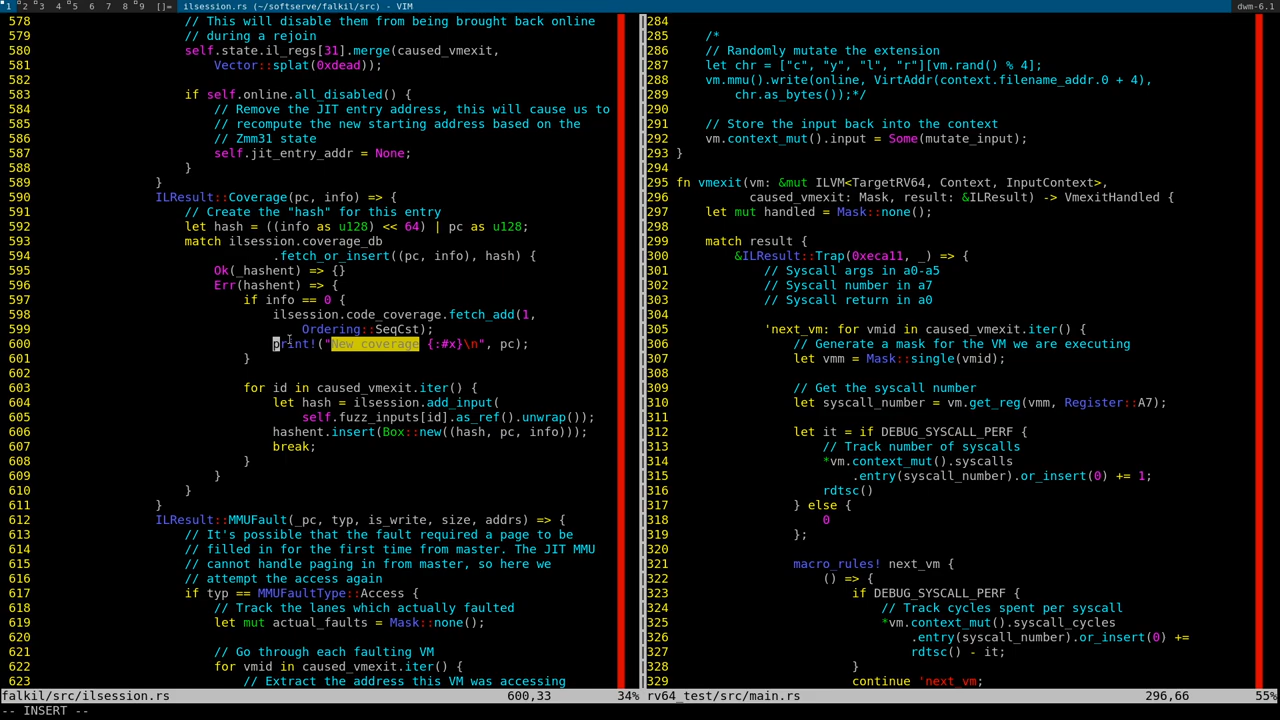 1 2 3 4 5 6 7 8 9 []= ilsession.rs (~/softserve/falkil/src) - VIM dwm-6.1
578 // This will disable them from being brought back online
579 // during a rejoin
580 self.state.il_regs[31].merge(caused_vmexit,
581 Vector::splat(0xdead));
582
583 if self.online.all_disabled() {
584 // Remove the JIT entry address, this will cause us to
585 // recompute the new starting address based on the
586 // Zmm31 state
587 self.jit_entry_addr = None;
588 }
589 }
590 ILResult::Coverage(pc, info) => {
591 // Create the "hash" for this entry
592 let hash = ((info as u128) << 64) | pc as u128;
593 match ilsession.coverage_db
594 .fetch_or_insert((pc, info), hash) {
595 Ok(_hashent) => {}
596 Err(hashent) => {
597 if info == 0 {
598 ilsession.code_coverage.fetch_add(1,
599 Ordering::SeqCst);
600 print!("New coverage {:#x}\n", pc);
601 }
602
603 for id in caused_vmexit.iter() {
604 let hash = ilsession.add_input(
605 self.fuzz_inputs[id].as_ref().unwrap());
606 hashent.insert(Box::new((hash, pc, info)));
607 break;
608 }
609 }
610 }
611 }
612 ILResult::MMUFault(_pc, typ, is_write, size, addrs) => {
613 // It's possible that the fault required a page to be
614 // filled in for the first time from master. The JIT MMU
615 // cannot handle paging in from master, so here we
616 // attempt the access again
617 if typ == MMUFaultType::Access {
618 // Track the lanes which actually faulted
619 let mut actual_faults = Mask::none();
620
621 // Go through each faulting VM
622 for vmid in caused_vmexit.iter() {
623 // Extract the address this VM was accessing
falkil/src/ilsession.rs 600,33 34%
-- INSERT --
284
285 /*
286 // Randomly mutate the extension
287 let chr = ["c", "y", "l", "r"][vm.rand() % 4];
288 vm.mmu().write(online, VirtAddr(context.filename_addr.0 + 4),
289 chr.as_bytes());*/
290
291 // Store the input back into the context
292 vm.context_mut().input = Some(mutate_input);
293 }
294
295 fn vmexit(vm: &mut ILVM<TargetRV64, Context, InputContext>,
296 caused_vmexit: Mask, result: &ILResult) -> VmexitHandled {
297 let mut handled = Mask::none();
298
299 match result {
300 &ILResult::Trap(0xeca11, _) => {
301 // Syscall args in a0-a5
302 // Syscall number in a7
303 // Syscall return in a0
304
305 'next_vm: for vmid in caused_vmexit.iter() {
306 // Generate a mask for the VM we are executing
307 let vmm = Mask::single(vmid);
308
309 // Get the syscall number
310 let syscall_number = vm.get_reg(vmm, Register::A7);
311
312 let it = if DEBUG_SYSCALL_PERF {
313 // Track number of syscalls
314 *vm.context_mut().syscalls
315 .entry(syscall_number).or_insert(0) += 1;
316 rdtsc()
317 } else {
318 0
319 };
320
321 macro_rules! next_vm {
322 () => {
323 if DEBUG_SYSCALL_PERF {
324 // Track cycles spent per syscall
325 *vm.context_mut().syscall_cycles
326 .entry(syscall_number).or_insert(0) +=
327 rdtsc() - it;
328 }
329 continue 'next_vm;
rv64_test/src/main.rs 296,66 55%